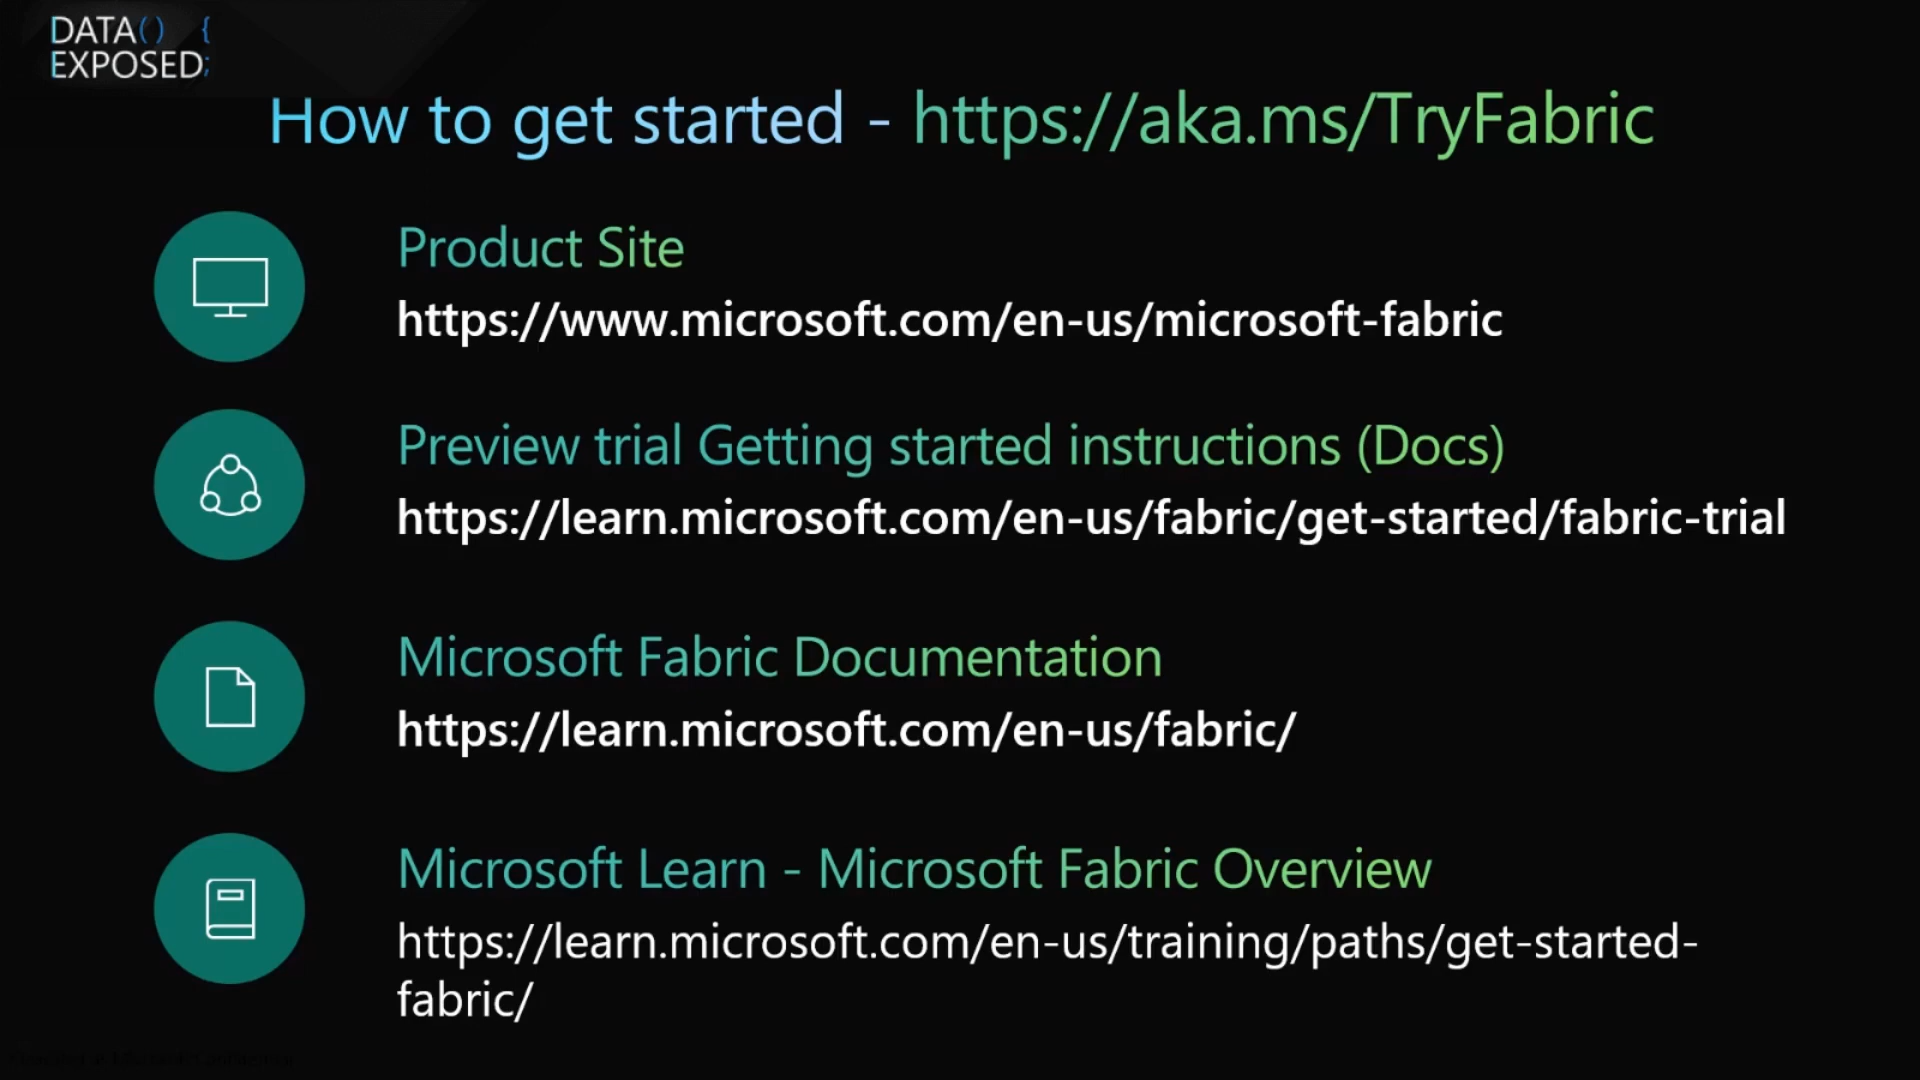 DATA() {
EXPOSED;
How to get started - https://aka.ms/TryFabric
Product Site
https://www.microsoft.com/en-us/microsoft-fabric
Preview trial Getting started instructions (Docs)
https://learn.microsoft.com/en-us/fabric/get-started/fabric-trial
Microsoft Fabric Documentation
https://learn.microsoft.com/en-us/fabric/
Microsoft Learn - Microsoft Fabric Overview
https://learn.microsoft.com/en-us/training/paths/get-started-
fabric/